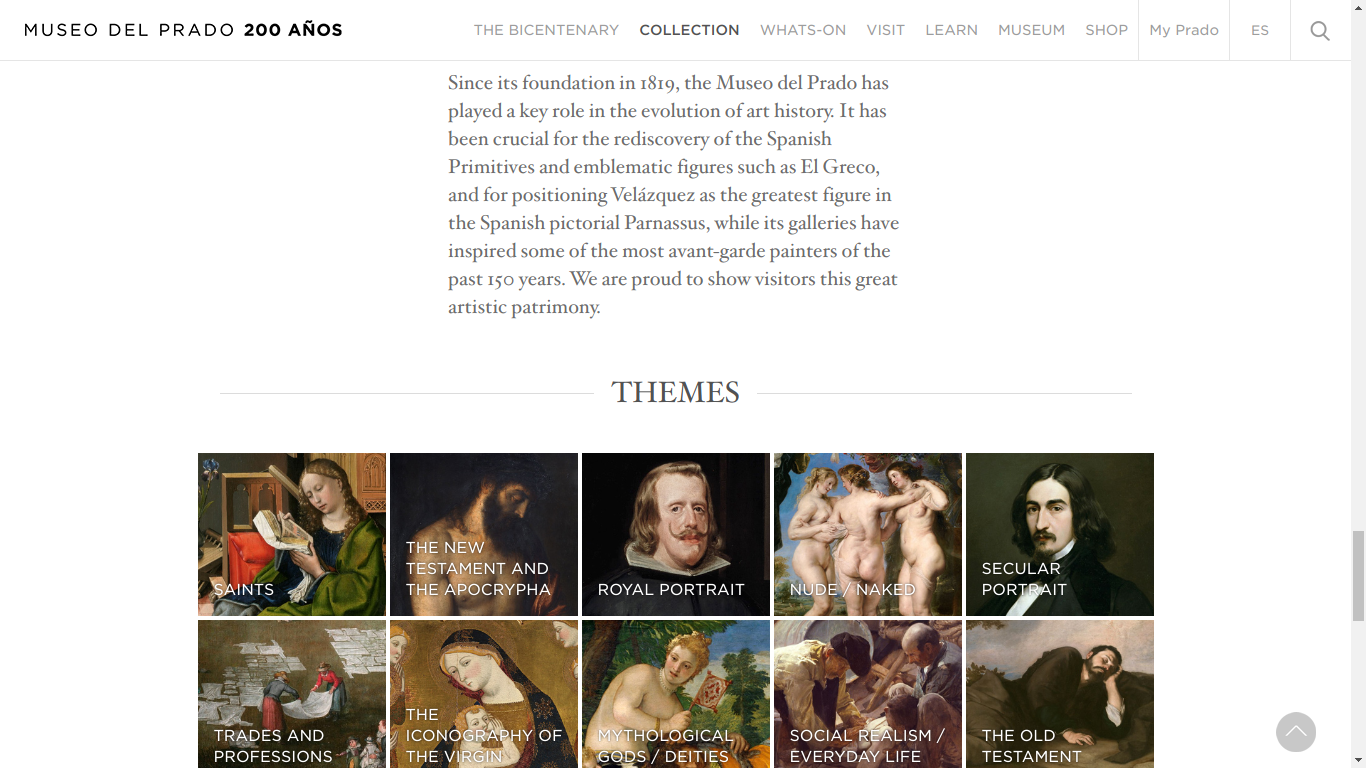 MUSEO DEL PRADO 200 AÑOS
THE BICENTENARY COLLECTION WHATS-ON VISIT LEARN MUSEUM SHOP My Prado ES
Since its foundation in 1819, the Museo del Prado has
played a key role in the evolution of art history. It has
been crucial for the rediscovery of the Spanish
Primitives and emblematic figures such as El Greco,
and for positioning Velázquez as the greatest figure in
the Spanish pictorial Parnassus, while its galleries have
inspired some of the most avant-garde painters of the
past 150 years. We are proud to show visitors this great
artistic patrimony.
THEMES
SAINTS
THE NEW
TESTAMENT AND
THE APOCRYPHA
ROYAL PORTRAIT
NUDE / NAKED
SECULAR
PORTRAIT
TRADES AND
PROFESSIONS
THE
ICONOGRAPHY OF
THE VIRGIN
MYTHOLOGICAL
GODS / DEITIES
SOCIAL REALISM /
EVERYDAY LIFE
THE OLD
TESTAMENT